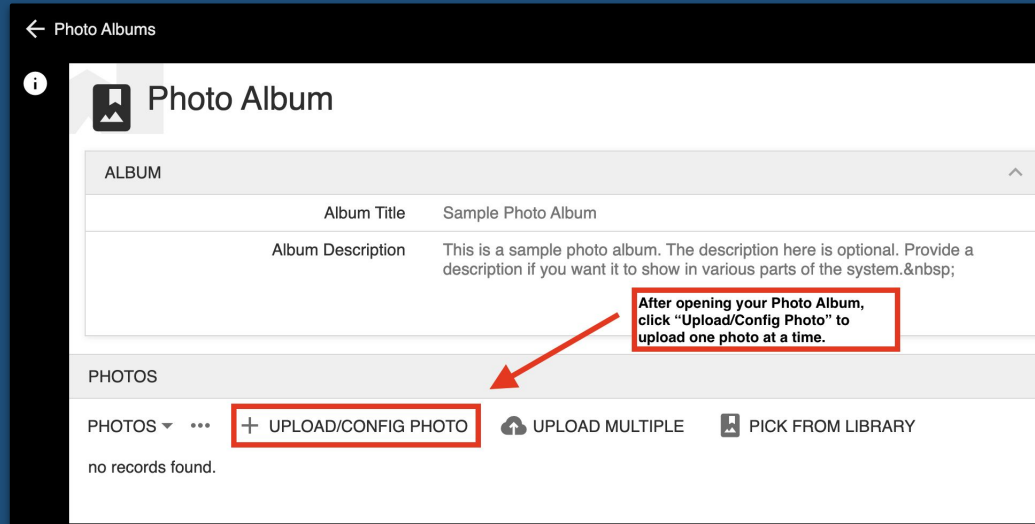 Photo Albums
Photo Album
ALBUM
Album Title
Sample Photo Album
Album Description
This is a sample photo album. The description here is optional. Provide a
description if you want it to show in various parts of the system.&nbsp;
After opening your Photo Album,
click “Upload/Config Photo” to
upload one photo at a time.
PHOTOS
PHOTOS ••• + UPLOAD/CONFIG PHOTO UPLOAD MULTIPLE PICK FROM LIBRARY
no records found.